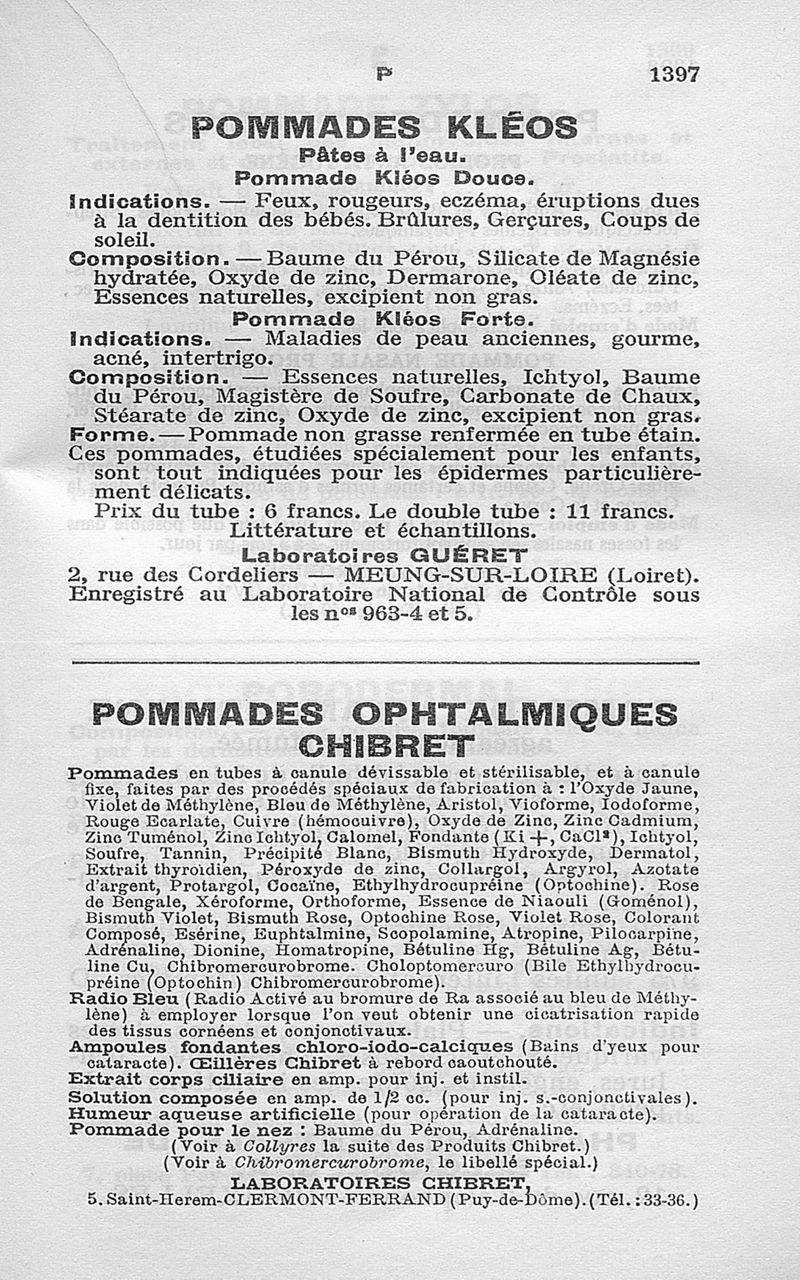 P 1397
POMMADES KLÉOS
Pâtes à l'eau.
Pommade Kléos Douce.
Indications. — Feux, rougeurs, eczéma, éruptions dues
à la dentition des bébés. Brûlures, Gerçures, Coups de
soleil.
Composition. — Baume du Pérou, Silicate de Magnésie
hydratée, Oxyde de zinc, Dermarone, Oléate de zinc,
Essences naturelles, excipient non gras.
Pommade Kléos Forte.
Indications. — Maladies de peau anciennes, gourme,
acné, intertrigo.
Composition. — Essences naturelles, Ichtyol, Baume
du Pérou, Magistère de Soufre, Carbonate de Chaux,
Stéarate de zinc, Oxyde de zinc, excipient non gras.
Forme. — Pommade non grasse renfermée en tube étain.
Ces pommades, étudiées spécialement pour les enfants,
sont tout indiquées pour les épidermes particulière-
ment délicats.
Prix du tube : 6 francs. Le double tube : 11 francs.
Littérature et échantillons.
Laboratoires GUÉRET
2, rue des Cordeliers — MEUNG-SUR-LOIRE (Loiret).
Enregistré au Laboratoire National de Contrôle sous
les nos 963-4 et 5.
POMMADES OPHTALMIQUES
CHIBRET
Pommades en tubes à canule dévissable et stérilisable, et à canule
fixe, faites par des procédés spéciaux de fabrication à : l'Oxyde Jaune,
Violet de Méthylène, Bleu de Méthylène, Aristol, Vioforme, Iodoforme,
Rouge Ecarlate, Cuivre (hémocuivre), Oxyde de Zinc, Zinc Cadmium,
Zinc Tuménol, Zinc Ichtyol, Calomel, Fondante (Ki +, CaCl²), Ichtyol,
Soufre, Tannin, Précipité Blanc, Bismuth Hydroxyde, Dermatol,
Extrait thyroïdien, Péroxyde de zinc, Collargol, Argyrol, Azotate
d'argent, Protargol, Cocaïne, Ethylhydrocupréine (Optochine). Rose
de Bengale, Xéroforme, Orthoforme, Essence de Niaouli (Goménol),
Bismuth Violet, Bismuth Rose, Optochine Rose, Violet Rose, Colorant
Composé, Esérine, Euphtalmine, Scopolamine, Atropine, Pilocarpine,
Adrénaline, Dionine, Homatropine, Bétuline Hg, Bétuline Ag, Bétu-
line Cu, Chibromercurobrome. Choloptomercuro (Bile Ethylhydrocu-
préine (Optochin) Chibromercurobrome).
Radio Bleu (Radio Activé au bromure de Ra associé au bleu de Méthy-
lène) à employer lorsque l'on veut obtenir une cicatrisation rapide
des tissus cornéens et conjonctivaux.
Ampoules fondantes chloro-iodo-calciques (Bains d'yeux pour
cataracte). Œillères Chibret à rebord caoutchouté.
Extrait corps ciliaire en amp. pour inj. et instil.
Solution composée en amp. de 1/2 cc. (pour inj. s.-conjonctivales).
Humeur aqueuse artificielle (pour opération de la cataracte).
Pommade pour le nez : Baume du Pérou, Adrénaline.
(Voir à Collyres la suite des Produits Chibret.)
(Voir à Chibromercurobrome, le libellé spécial.)
LABORATOIRES CHIBRET,
5. Saint-Herem-CLERMONT-FERRAND (Puy-de-Dôme). (Tél. : 33-36.)